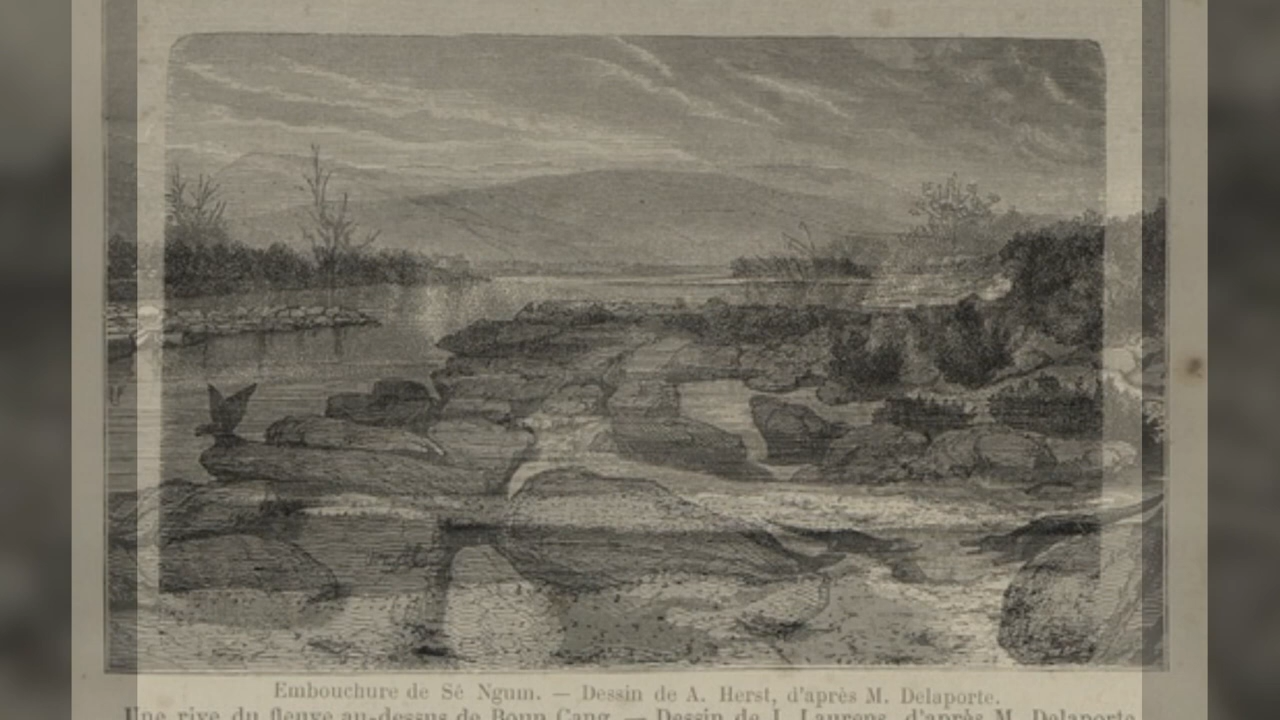 Embouchure de Sé Ngum. — Dessin de A. Herst, d'après M. Delaporte.
Une rive du fleuve au-dessus de Boun Cang. — Dessin de J. Laurens, d'après M. Delaporte